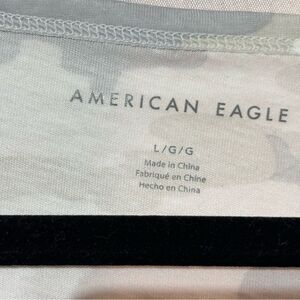 AMERICAN EAGLE
L/G/G
Made in China
Fabriqué en Chine
Hecho en China